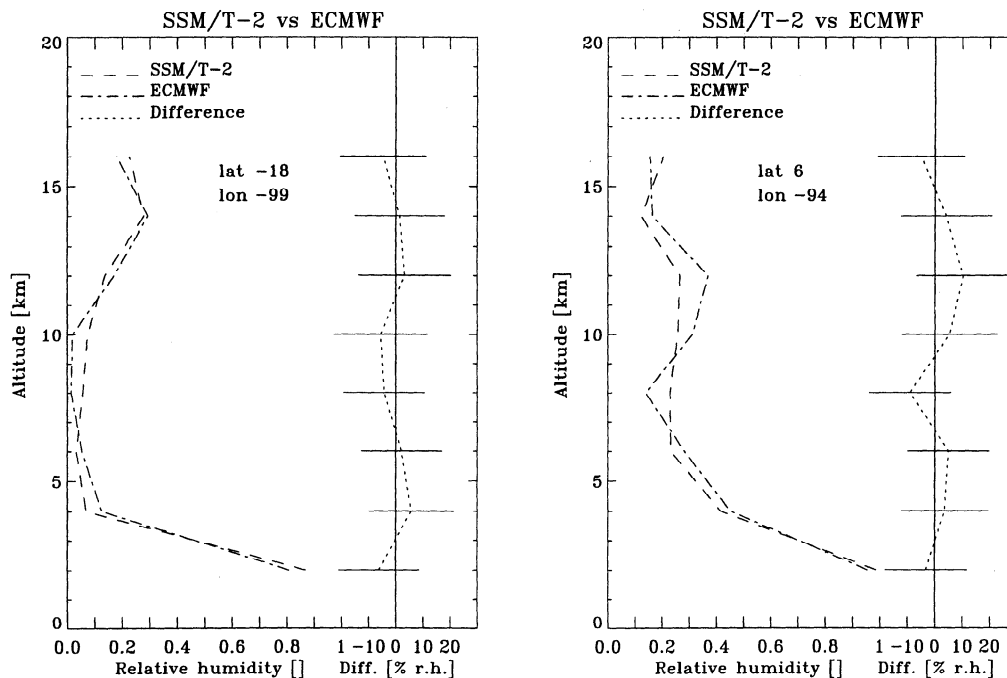 SSM/T-2 vs ECMWF
20
SSM/T-2
ECMWF
Difference
lat -18
lon -99
15
10
5
0
Altitude [km]
0.0 0.2 0.4 0.6 0.8 1 -10 0 10 20
Relative humidity [] Diff. [% r.h.]
SSM/T-2 vs ECMWF
20
SSM/T-2
ECMWF
Difference
lat 6
lon -94
15
10
5
0
Altitude [km]
0.0 0.2 0.4 0.6 0.8 1 -10 0 10 20
Relative humidity [] Diff. [% r.h.]